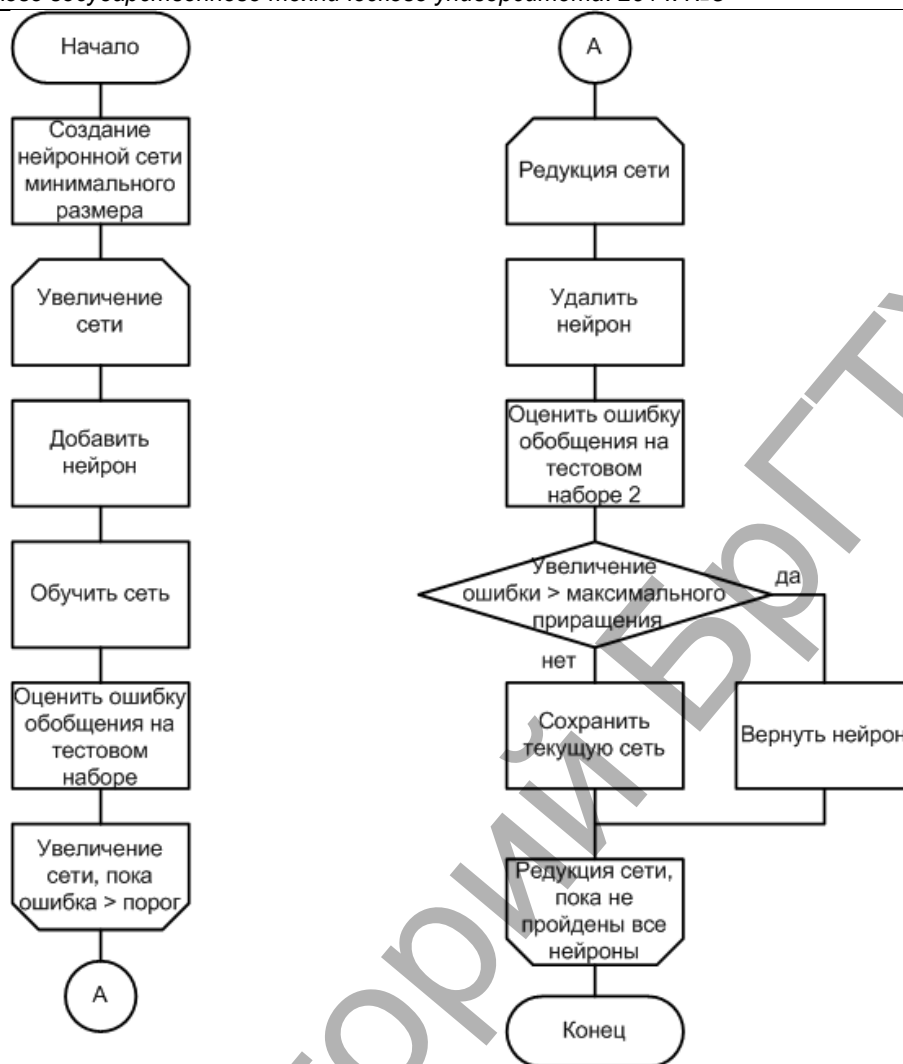 Начало
Создание
нейронной сети
минимального
размера
Увеличение
сети
Добавить
нейрон
Обучить сеть
Оценить ошибку
обобщения на
тестовом
наборе
Увеличение
сети, пока
ошибка > порог
А
А
Редукция сети
Удалить
нейрон
Оценить ошибку
обобщения на
тестовом
наборе 2
Увеличение
ошибки > максимального
приращения
да
нет
Сохранить
текущую сеть
Вернуть нейрон
Редукция сети,
пока не
пройдены все
нейроны
Конец